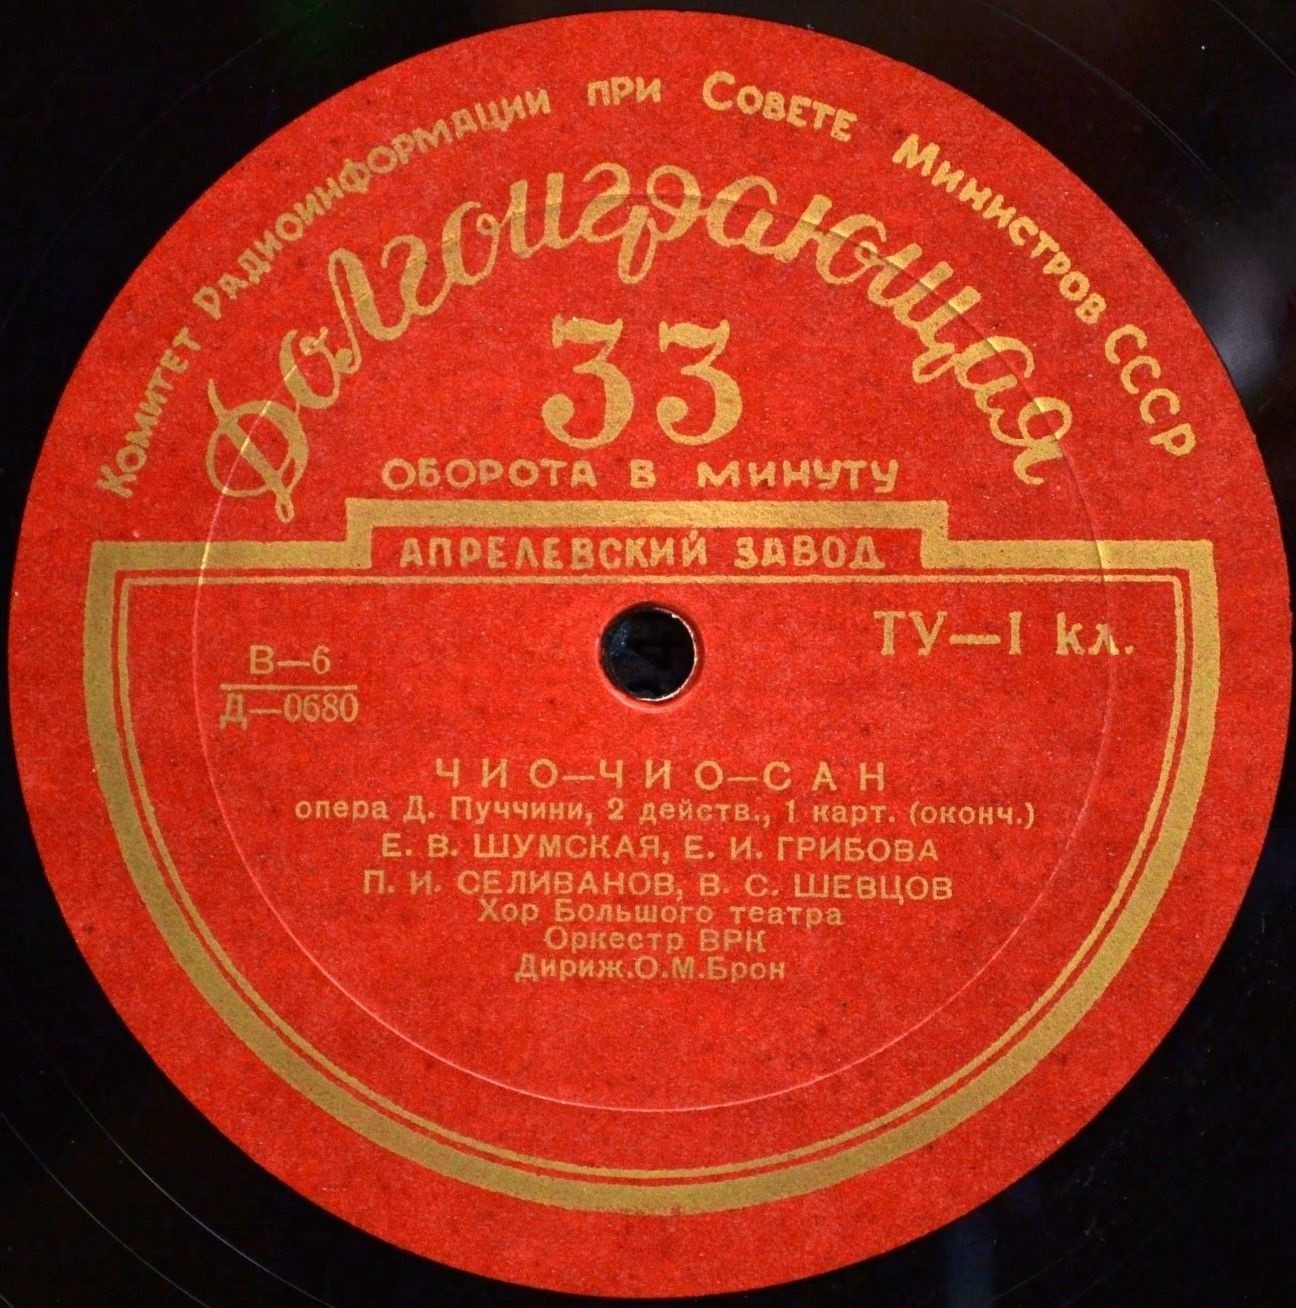 Комитет Радиоинформации при Совете Министров СССР
Долгоиграющая
33
ОБОРОТА В МИНУТУ
АПРЕЛЕВСКИЙ ЗАВОД
ТУ—I кл.
В—6
Д—0680
ЧИО—ЧИО—САН
опера Д. Пуччини, 2 действ., 1 карт. (оконч.)
Е. В. ШУМСКАЯ, Е. И. ГРИБОВА
П. И. СЕЛИВАНОВ, В. С. ШЕВЦОВ
Хор Большого театра
Оркестр ВРК
Дириж.О.М.Брон